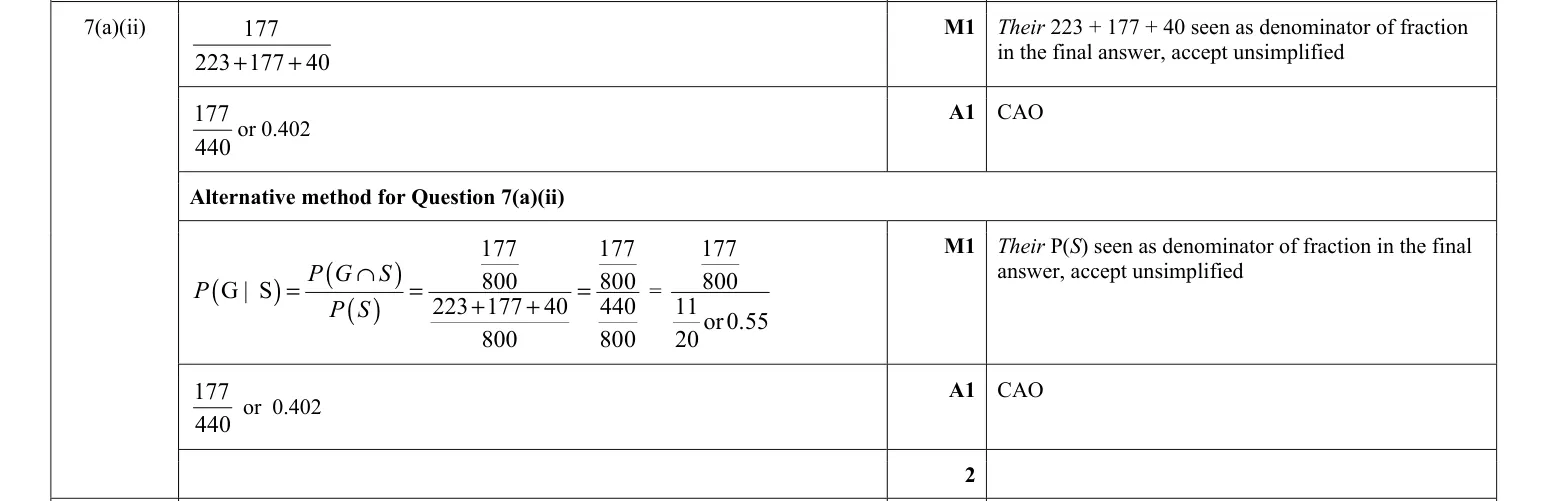 7(a)(ii)
177
223+177+40
M1
Their 223 + 177 + 40 seen as denominator of fraction
in the final answer, accept unsimplified
177
440
or 0.402
A1
CAO
Alternative method for Question 7(a)(ii)
P(G | S) = P(G ∩ S) / P(S) = (177/800) / ((223+177+40)/800) = (177/800) / (440/800) = (177/800) / (11/20 or 0.55)
M1
Their P(S) seen as denominator of fraction in the final
answer, accept unsimplified
177
440
or 0.402
A1
CAO
2